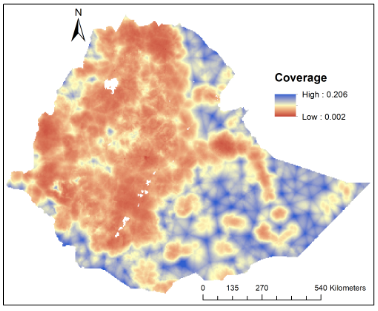 N
Coverage
High : 0.206
Low : 0.002
0 135 270 540 Kilometers